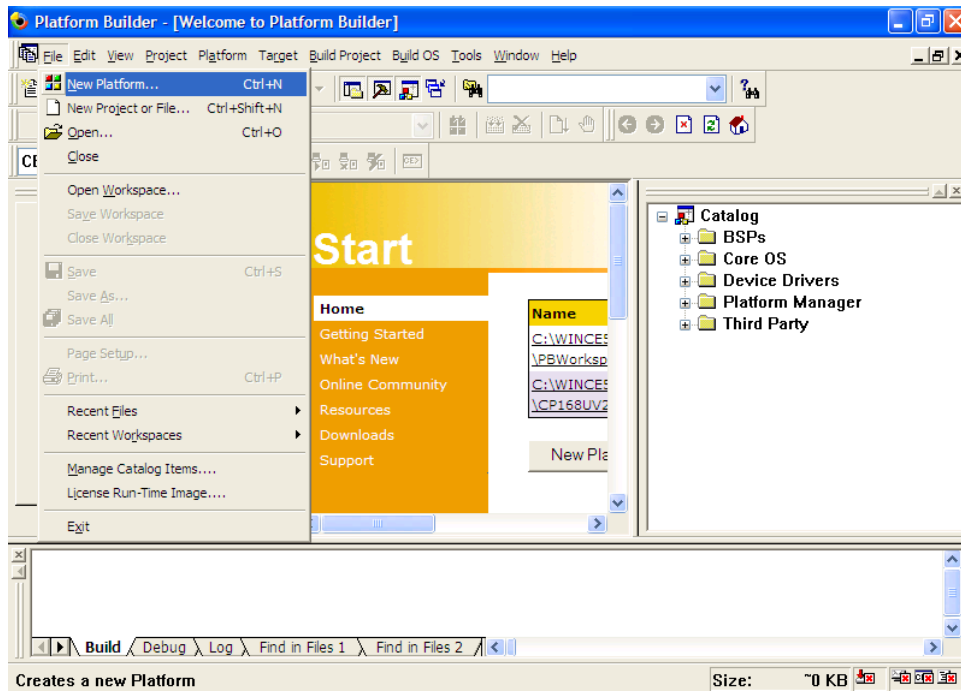 Platform Builder - [Welcome to Platform Builder]
File Edit View Project Platform Target Build Project Build OS Tools Window Help
New Platform... Ctrl+N
New Project or File... Ctrl+Shift+N
Open... Ctrl+O
Close
Open Workspace...
Save Workspace
Close Workspace
Save Ctrl+S
Save As...
Save All
Page Setup...
Print... Ctrl+P
Recent Files
Recent Workspaces
Manage Catalog Items....
License Run-Time Image....
Exit
Start
Home
Getting Started
What's New
Online Community
Resources
Downloads
Support
Name
C:\WINCE5
\PBWorksp
C:\WINCE5
\CP168UV2
New Pla
Catalog
BSPs
Core OS
Device Drivers
Platform Manager
Third Party
Build Debug Log Find in Files 1 Find in Files 2
Creates a new Platform
Size: ~0 KB